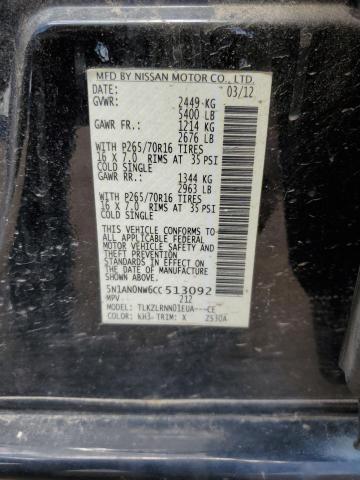 MFD BY NISSAN MOTOR CO., LTD.
DATE: 03/12
GVWR: 2449 KG
5400 LB
GAWR FR.: 1214 KG
2676 LB
WITH P265/70R16 TIRES
16 X 7.0 RIMS AT 35 PSI
COLD SINGLE
GAWR RR.: 1344 KG
2963 LB
WITH P265/70R16 TIRES
16 X 7.0 RIMS AT 35 PSI
COLD SINGLE
THIS VEHICLE CONFORMS TO
ALL APPLICABLE FEDERAL
MOTOR VEHICLE SAFETY AND
STANDARDS IN EFFECT ON
THE DATE OF MANUFACTURE
SHOWN ABOVE.
5N1AN0NW6CC513092
MPV 212
MODEL: TLKZLRNND1EUA---CE
COLOR: KH3 TRIM: X 2530A